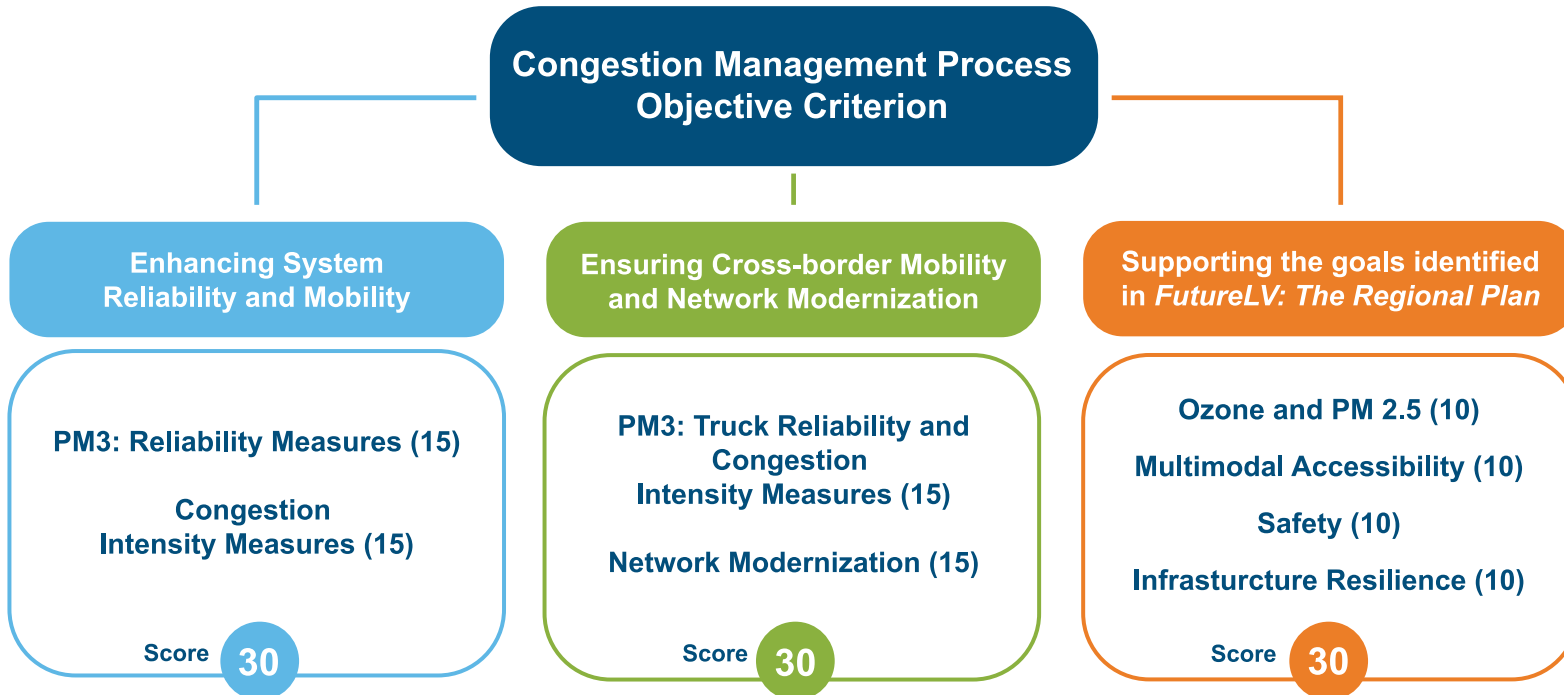 Congestion Management Process
Objective Criterion
Enhancing System
Reliability and Mobility
PM3: Reliability Measures (15)
Congestion
Intensity Measures (15)
Score 30
Ensuring Cross-border Mobility
and Network Modernization
PM3: Truck Reliability and
Congestion
Intensity Measures (15)
Network Modernization (15)
Score 30
Supporting the goals identified
in FutureLV: The Regional Plan
Ozone and PM 2.5 (10)
Multimodal Accessibility (10)
Safety (10)
Infrasturcture Resilience (10)
Score 30